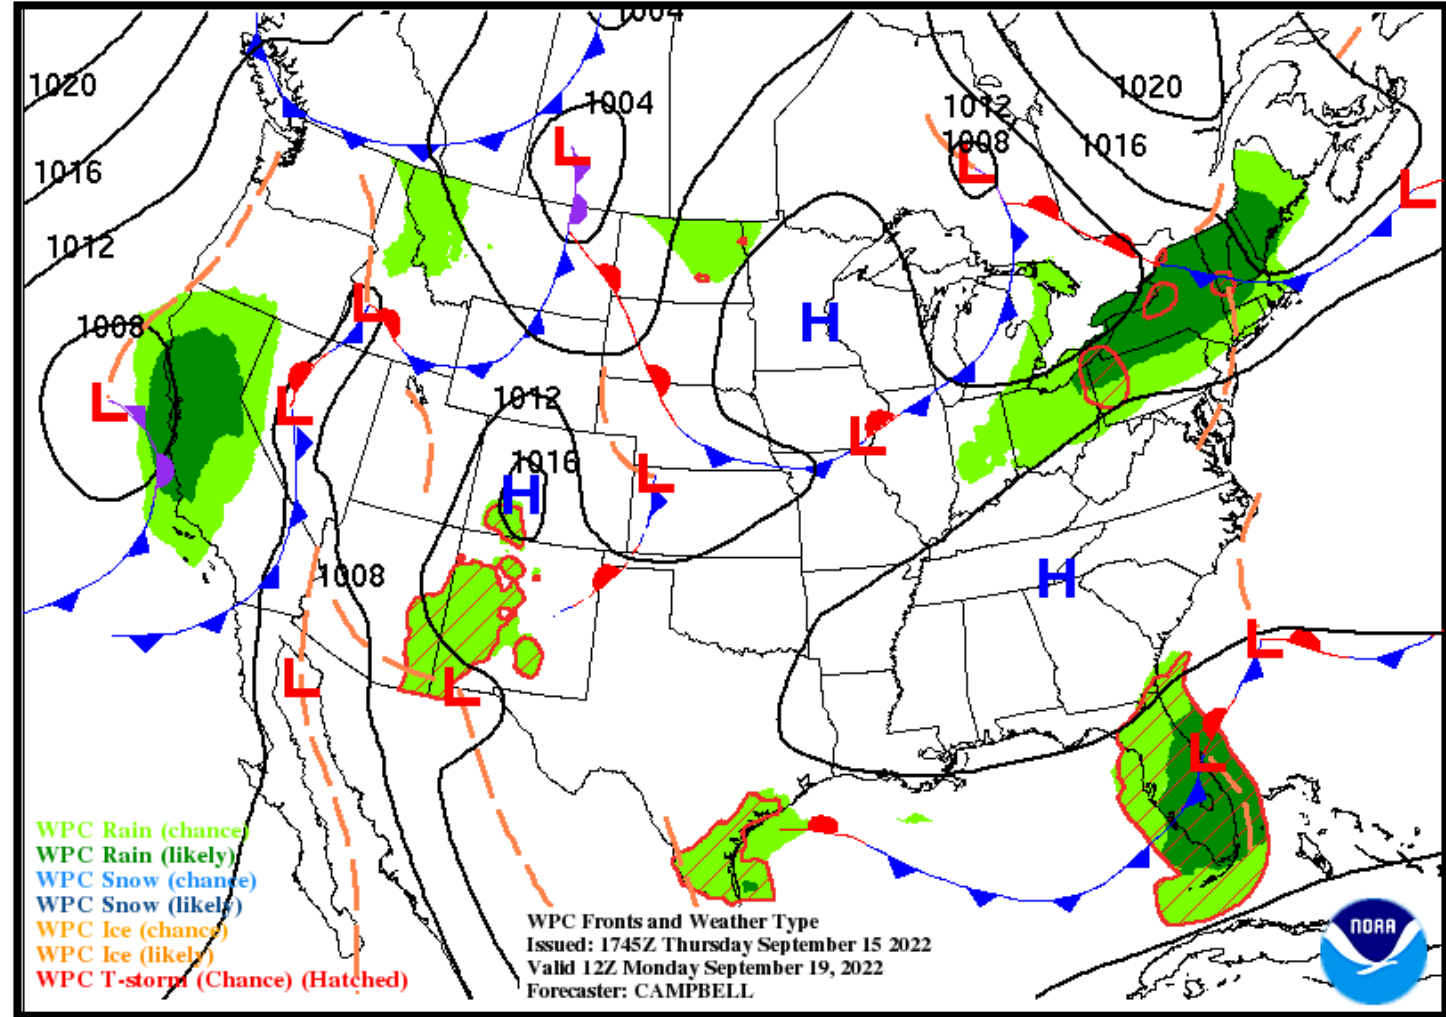 1004
1020
1004
1012
1020
1008
1016
1016
1012
1008
1012
1016
1008
L
L
L
L
H
L
L
L
L
L
H
H
L
L
L
L
WPC Rain (chance)
WPC Rain (likely)
WPC Snow (chance)
WPC Snow (likely)
WPC Ice (chance)
WPC Ice (likely)
WPC T-storm (Chance) (Hatched)
WPC Fronts and Weather Type
Issued: 1745Z Thursday September 15 2022
Valid 12Z Monday September 19, 2022
Forecaster: CAMPBELL
NOAA